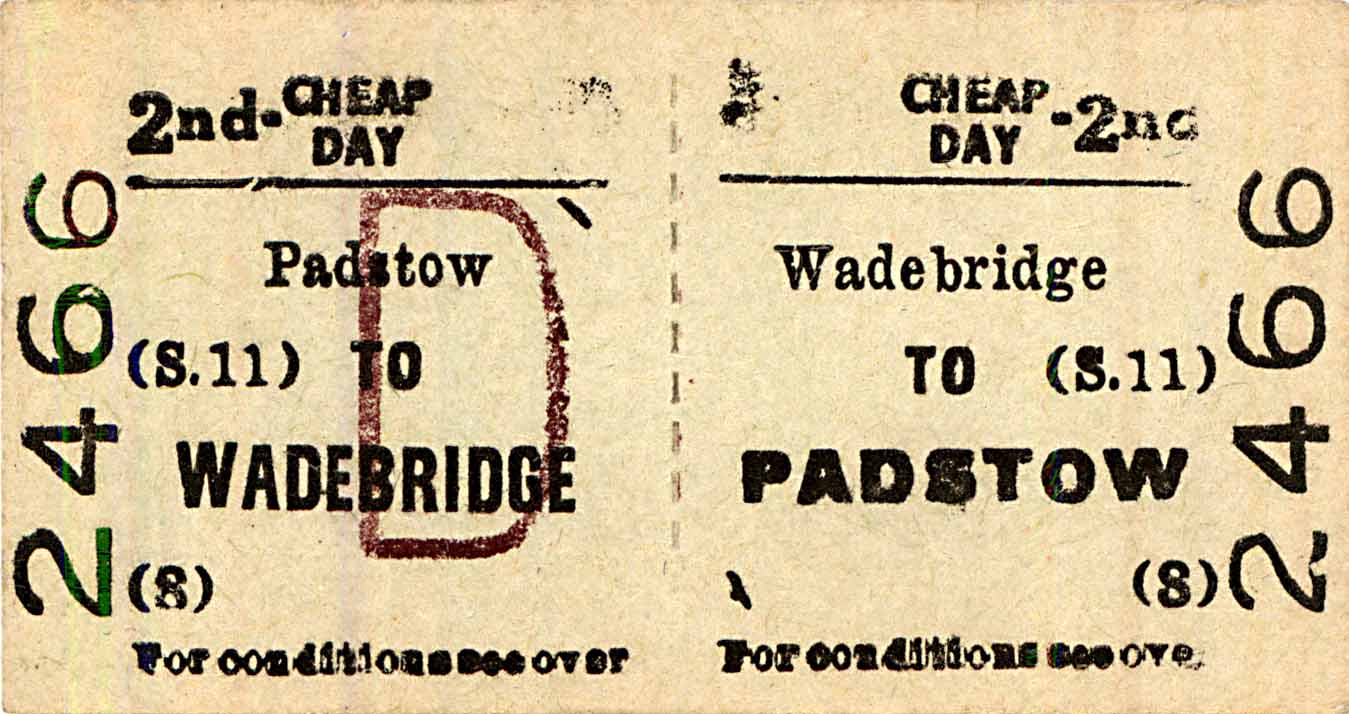 2nd-CHEAP DAY
Padstow
(S.11) TO
WADEBRIDGE
(S)
For conditions see over
2466
CHEAP DAY-2nd
Wadebridge
TO (S.11)
PADSTOW
(S)
For conditions see over
2466
D